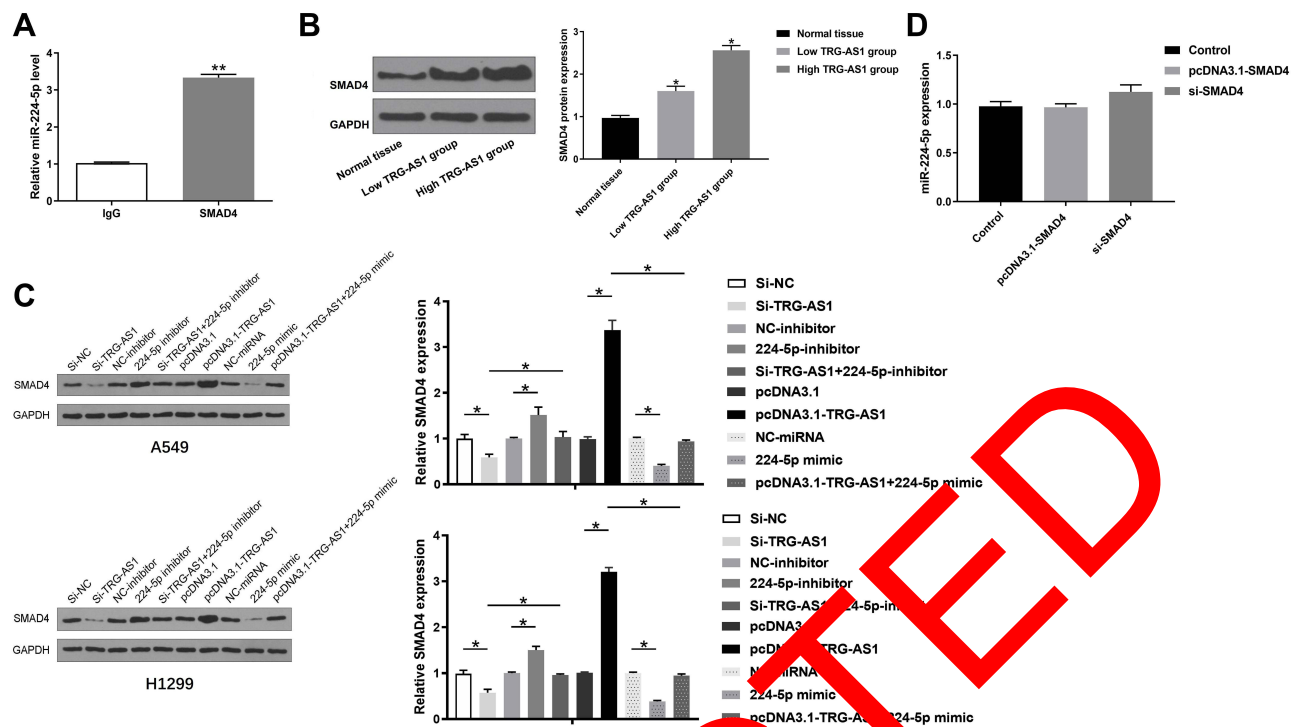 A
Relative miR-224-5p level
4
3
2
1
0
**
IgG
SMAD4
B
SMAD4
GAPDH
Normal tissue
Low TRG-AS1 group
High TRG-AS1 group
SMAD4 protein expression
3
2
1
0
*
*
Normal tissue
Low TRG-AS1 group
High TRG-AS1 group
Normal tissue
Low TRG-AS1 group
High TRG-AS1 group
D
miR-224-5p expression
1.5
1.0
0.5
0.0
Control
pcDNA3.1-SMAD4
si-SMAD4
Control
pcDNA3.1-SMAD4
si-SMAD4
C
Si-NC
Si-TRG-AS1
NC-inhibitor
224-5p inhibitor
Si-TRG-AS1+224-5p inhibitor
pcDNA3.1
pcDNA3.1-TRG-AS1
NC-miRNA
224-5p mimic
pcDNA3.1-TRG-AS1+224-5p mimic
SMAD4
GAPDH
A549
Relative SMAD4 expression
4
3
2
1
0
*
*
*
*
*
*
Si-NC
Si-TRG-AS1
NC-inhibitor
224-5p-inhibitor
Si-TRG-AS1+224-5p-inhibitor
pcDNA3.1
pcDNA3.1-TRG-AS1
NC-miRNA
224-5p mimic
pcDNA3.1-TRG-AS1+224-5p mimic
Si-NC
Si-TRG-AS1
NC-inhibitor
224-5p inhibitor
Si-TRG-AS1+224-5p inhibitor
pcDNA3.1
pcDNA3.1-TRG-AS1
NC-miRNA
224-5p mimic
pcDNA3.1-TRG-AS1+224-5p mimic
SMAD4
GAPDH
H1299
Relative SMAD4 expression
4
3
2
1
0
*
*
*
*
*
*
Si-NC
Si-TRG-AS1
NC-inhibitor
224-5p-inhibitor
pcDNA3
TRG-AS1
224-5p mimic
224-5p mimic
TED